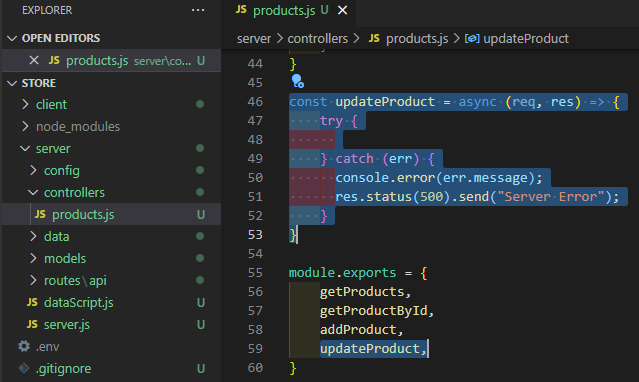 EXPLORER
OPEN EDITORS
JS products.js server\co... U
STORE
client
node_modules
server
config
controllers
JS products.js U
data
models
routes\api
JS dataScript.js U
JS server.js U
.env
.gitignore U
JS products.js U
server > controllers > JS products.js > updateProduct
44 }
45
46 const updateProduct = async (req, res) => {
47 try {
48
49 } catch (err) {
50 console.error(err.message);
51 res.status(500).send("Server Error");
52 }
53 }
54
55 module.exports = {
56 getProducts,
57 getProductById,
58 addProduct,
59 updateProduct,
60 }